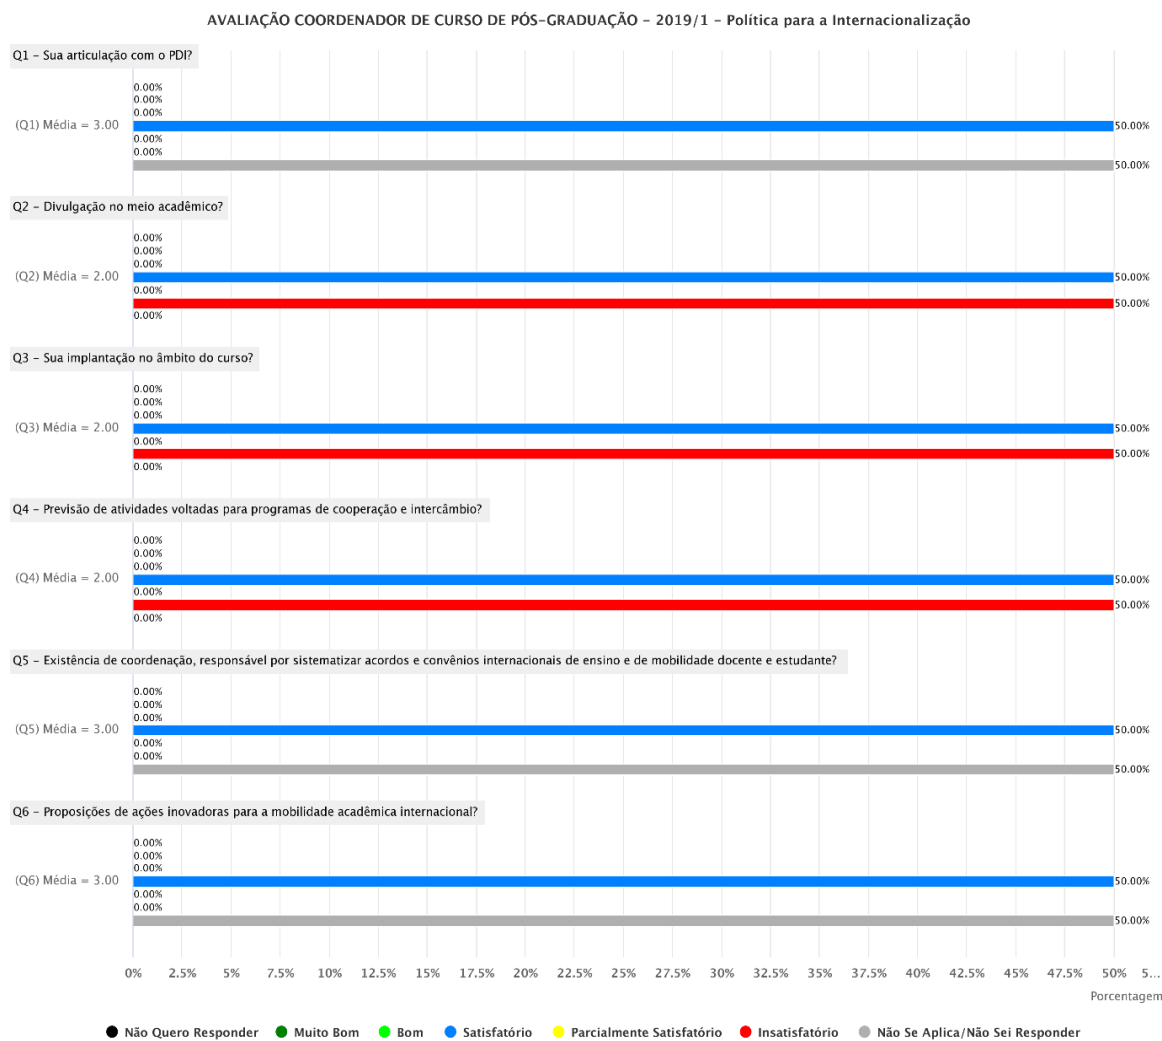 AVALIAÇÃO COORDENADOR DE CURSO DE PÓS-GRADUAÇÃO - 2019/1 - Política para a Internacionalização
Q1 - Sua articulação com o PDI?
0.00%
0.00%
0.00%
(Q1) Média = 3.00 50.00%
0.00%
0.00%
50.00%
Q2 - Divulgação no meio acadêmico?
0.00%
0.00%
0.00%
(Q2) Média = 2.00 50.00%
0.00%
50.00%
0.00%
Q3 - Sua implantação no âmbito do curso?
0.00%
0.00%
0.00%
(Q3) Média = 2.00 50.00%
0.00%
50.00%
0.00%
Q4 - Previsão de atividades voltadas para programas de cooperação e intercâmbio?
0.00%
0.00%
0.00%
(Q4) Média = 2.00 50.00%
0.00%
50.00%
0.00%
Q5 - Existência de coordenação, responsável por sistematizar acordos e convênios internacionais de ensino e de mobilidade docente e estudante?
0.00%
0.00%
0.00%
(Q5) Média = 3.00 50.00%
0.00%
0.00%
50.00%
Q6 - Proposições de ações inovadoras para a mobilidade acadêmica internacional?
0.00%
0.00%
0.00%
(Q6) Média = 3.00 50.00%
0.00%
0.00%
50.00%
0% 2.5% 5% 7.5% 10% 12.5% 15% 17.5% 20% 22.5% 25% 27.5% 30% 32.5% 35% 37.5% 40% 42.5% 45% 47.5% 50% 5...
Porcentagem
Não Quero Responder Muito Bom Bom Satisfatório Parcialmente Satisfatório Insatisfatório Não Se Aplica/Não Sei Responder